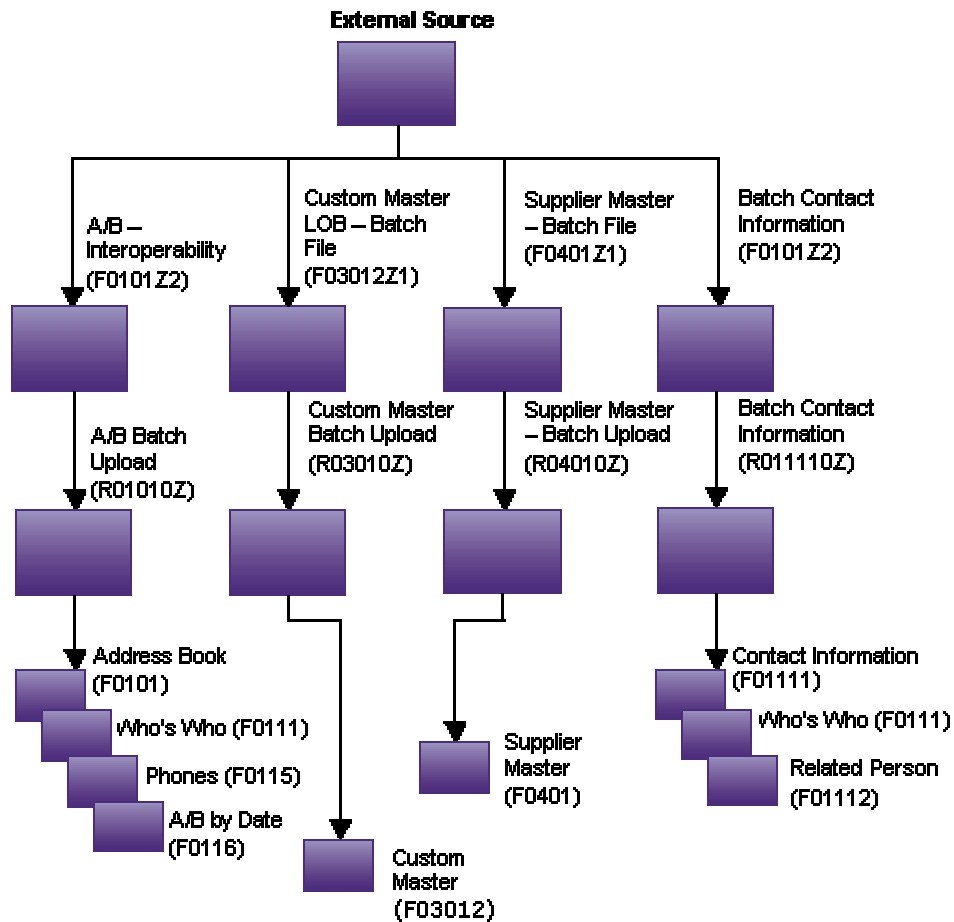 External Source
A/B –
Interoperability
(F0101Z2)
Custom Master
LOB – Batch
File
(F03012Z1)
Supplier Master
– Batch File
(F0401Z1)
Batch Contact
Information
(F0101Z2)
A/B Batch
Upload
(R01010Z)
Custom Master
Batch Upload
(R03010Z)
Supplier Master
– Batch Upload
(R04010Z)
Batch Contact
Information
(R011110Z)
Address Book
(F0101)
Who's Who (F0111)
Phones (F0115)
A/B by Date
(F0116)
Custom
Master
(F03012)
Supplier
Master
(F0401)
Contact Information
(F01111)
Who's Who (F0111)
Related Person
(F01112)